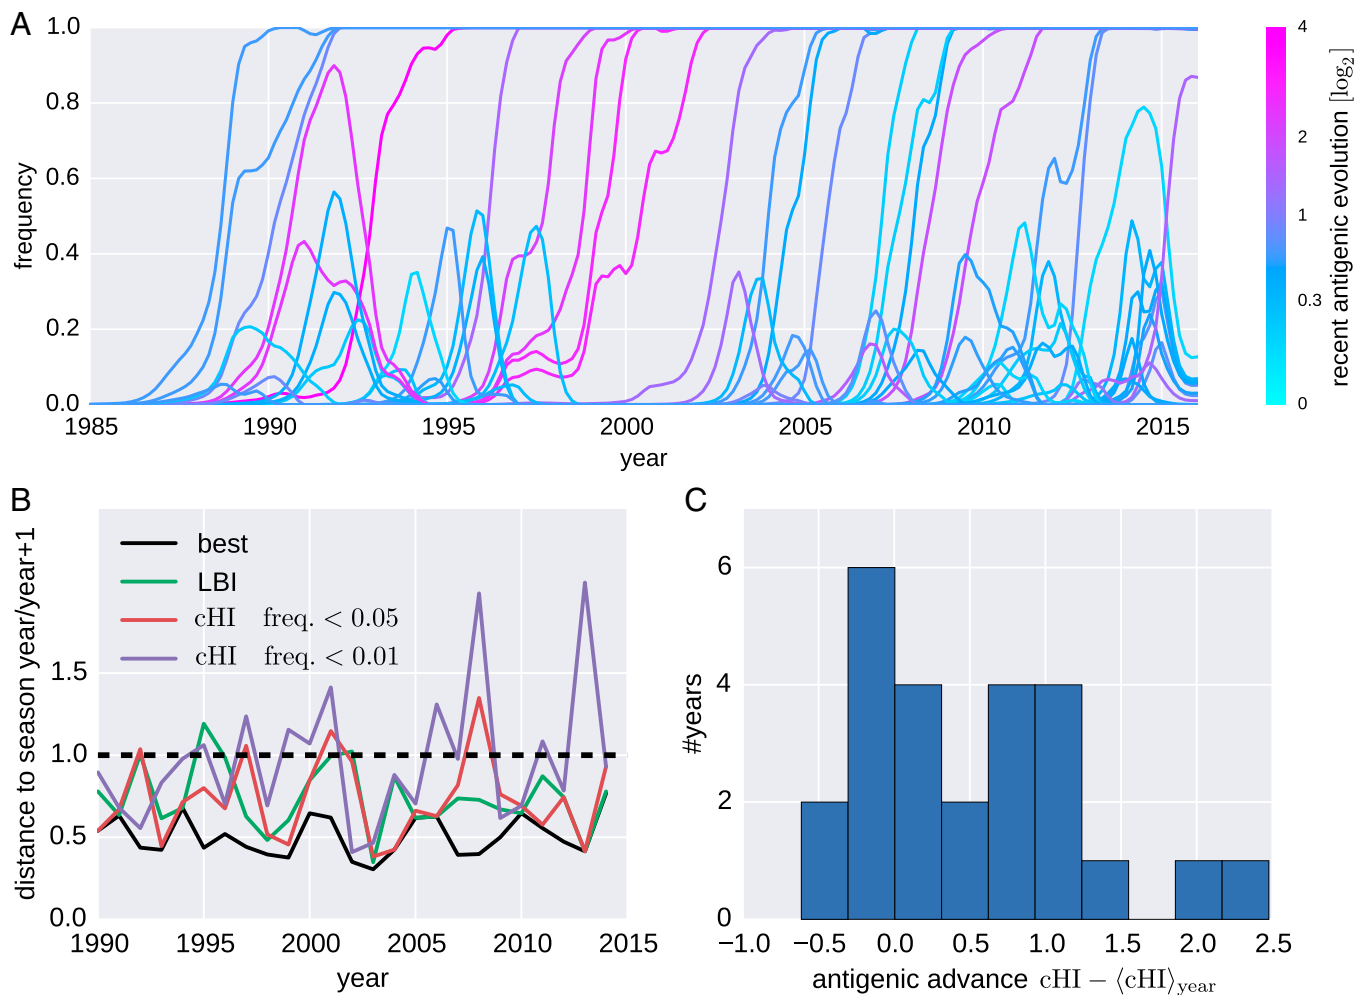 A
1.0
0.8
0.6
0.4
0.2
0.0
frequency
1985 1990 1995 2000 2005 2010 2015
year
4
2
1
0.3
0
recent antigenic evolution [log2]
B
distance to season year/year+1
best
LBI
cHI freq. < 0.05
cHI freq. < 0.01
1.5
1.0
0.5
0.0
1990 1995 2000 2005 2010 2015
year
C
#years
6
4
2
0
−1.0 −0.5 0.0 0.5 1.0 1.5 2.0 2.5
antigenic advance cHI − ⟨cHI⟩year